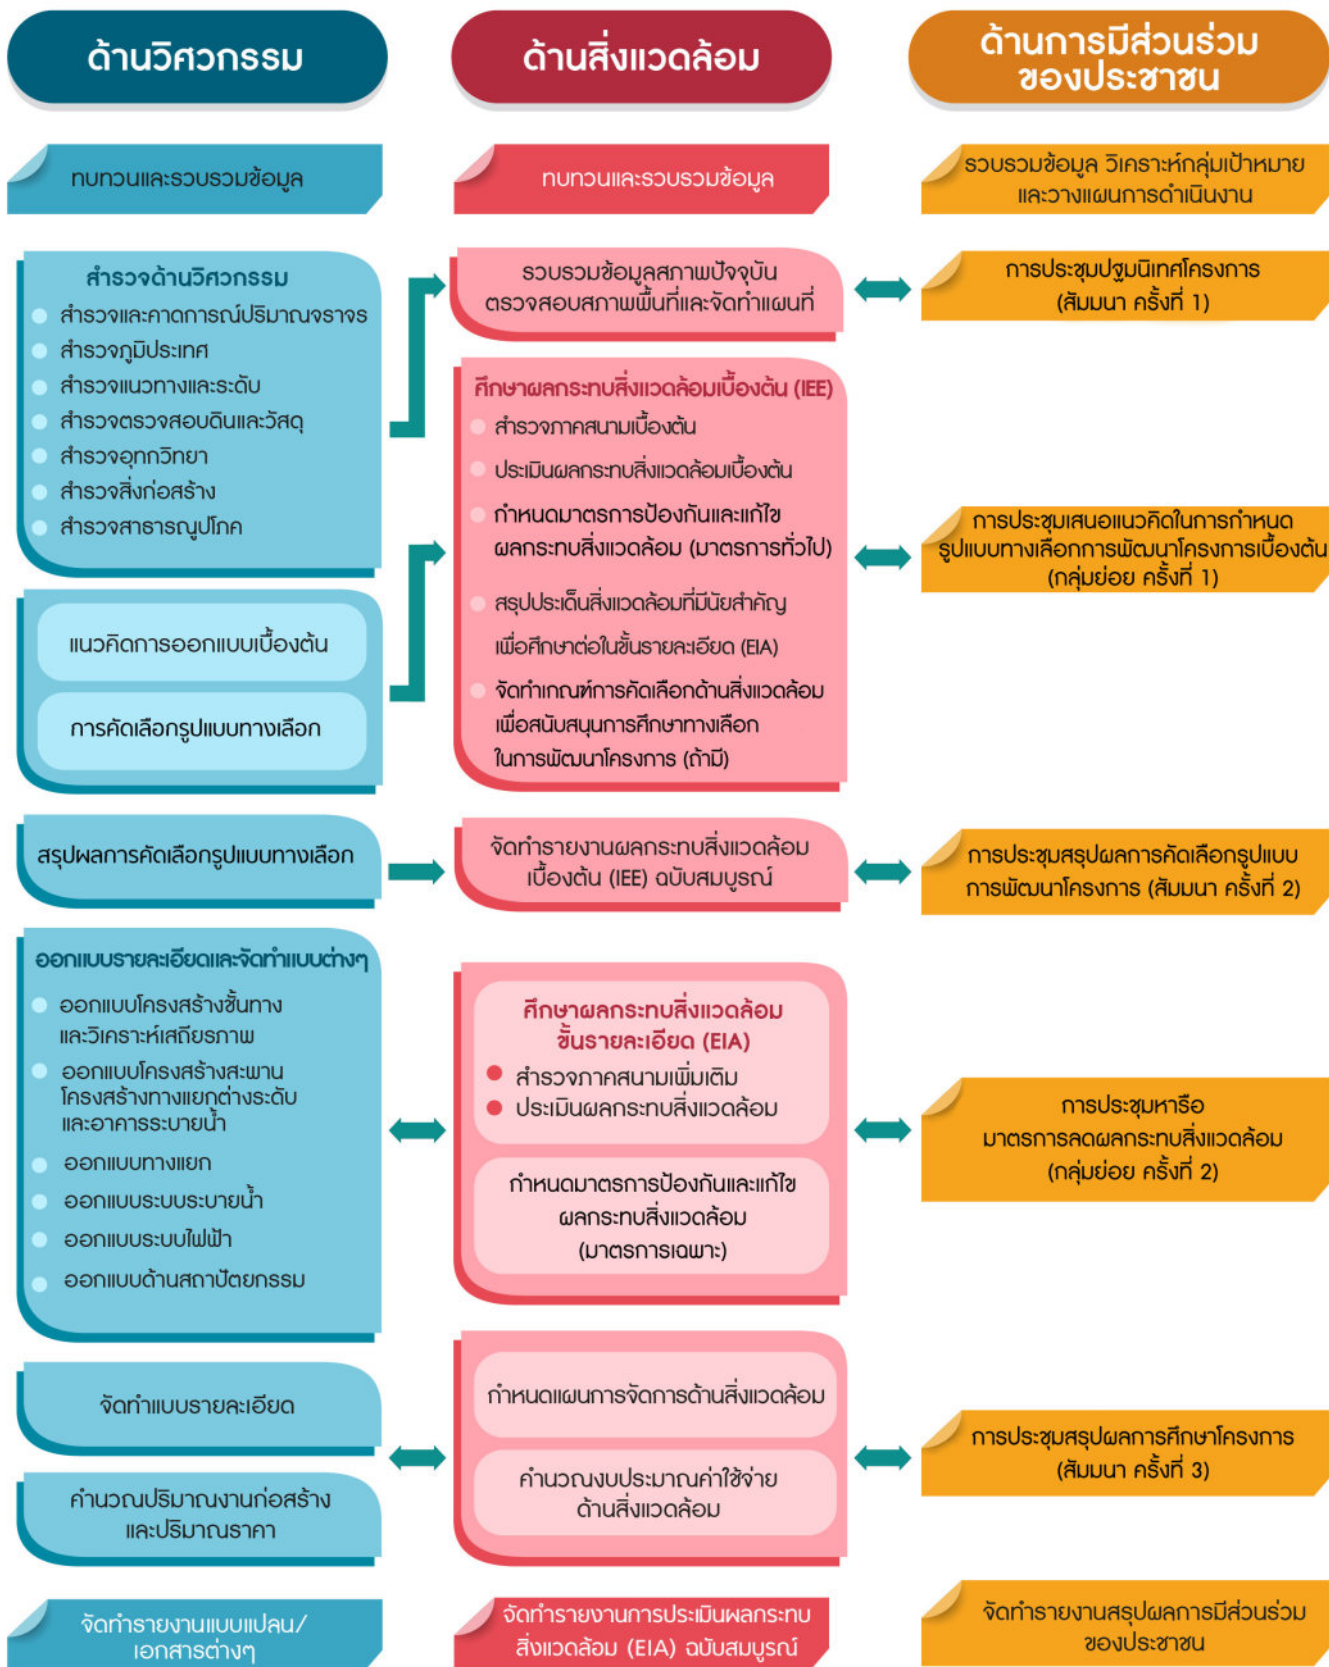 ด้านวิศวกรรม
ด้านสิ่งแวดล้อม
ด้านการมีส่วนร่วม
ของประชาชน
ทบทวนและรวบรวมข้อมูล
ทบทวนและรวบรวมข้อมูล
รวบรวมข้อมูล วิเคราะห์กลุ่มเป้าหมาย
และวางแผนการดำเนินงาน
สำรวจด้านวิศวกรรม
สำรวจและคาดการณ์ปริมาณจราจร
สำรวจภูมิประเทศ
สำรวจแนวทางและระดับ
สำรวจตรวจสอบดินและวัสดุ
สำรวจอุทกวิทยา
สำรวจสิ่งก่อสร้าง
สำรวจสาธารณูปโภค
รวบรวมข้อมูลสภาพปัจจุบัน
ตรวจสอบสภาพพื้นที่และจัดทำแผนที่
การประชุมปฐมนิเทศโครงการ
(สัมมนา ครั้งที่ 1)
ศึกษาผลกระทบสิ่งแวดล้อมเบื้องต้น (IEE)
สำรวจภาคสนามเบื้องต้น
ประเมินผลกระทบสิ่งแวดล้อมเบื้องต้น
กำหนดมาตรการป้องกันและแก้ไข
ผลกระทบสิ่งแวดล้อม (มาตรการทั่วไป)
สรุปประเด็นสิ่งแวดล้อมที่มีนัยสำคัญ
เพื่อศึกษาต่อในขั้นรายละเอียด (EIA)
จัดทำเกณฑ์การคัดเลือกด้านสิ่งแวดล้อม
เพื่อสนับสนุนการศึกษาทางเลือก
ในการพัฒนาโครงการ (ถ้ามี)
การประชุมเสนอแนวคิดในการกำหนด
รูปแบบทางเลือกการพัฒนาโครงการเบื้องต้น
(กลุ่มย่อย ครั้งที่ 1)
แนวคิดการออกแบบเบื้องต้น
การคัดเลือกรูปแบบทางเลือก
สรุปผลการคัดเลือกรูปแบบทางเลือก
จัดทำรายงานผลกระทบสิ่งแวดล้อม
เบื้องต้น (IEE) ฉบับสมบูรณ์
การประชุมสรุปผลการคัดเลือกรูปแบบ
การพัฒนาโครงการ (สัมมนา ครั้งที่ 2)
ออกแบบรายละเอียดและจัดทำแบบต่างๆ
ออกแบบโครงสร้างชั้นทาง
และวิเคราะห์เสถียรภาพ
ออกแบบโครงสร้างสะพาน
โครงสร้างทางแยกต่างระดับ
และอาคารระบายน้ำ
ออกแบบทางแยก
ออกแบบระบบระบายน้ำ
ออกแบบระบบไฟฟ้า
ออกแบบด้านสถาปัตยกรรม
ศึกษาผลกระทบสิ่งแวดล้อม
ขั้นรายละเอียด (EIA)
สำรวจภาคสนามเพิ่มเติม
ประเมินผลกระทบสิ่งแวดล้อม
กำหนดมาตรการป้องกันและแก้ไข
ผลกระทบสิ่งแวดล้อม
(มาตรการเฉพาะ)
การประชุมหารือ
มาตรการลดผลกระทบสิ่งแวดล้อม
(กลุ่มย่อย ครั้งที่ 2)
จัดทำแบบรายละเอียด
คำนวณปริมาณงานก่อสร้าง
และปริมาณราคา
กำหนดแผนการจัดการด้านสิ่งแวดล้อม
คำนวณงบประมาณค่าใช้จ่าย
ด้านสิ่งแวดล้อม
การประชุมสรุปผลการศึกษาโครงการ
(สัมมนา ครั้งที่ 3)
จัดทำรายงานแบบแปลน/
เอกสารต่างๆ
จัดทำรายงานการประเมินผลกระทบ
สิ่งแวดล้อม (EIA) ฉบับสมบูรณ์
จัดทำรายงานสรุปผลการมีส่วนร่วม
ของประชาชน